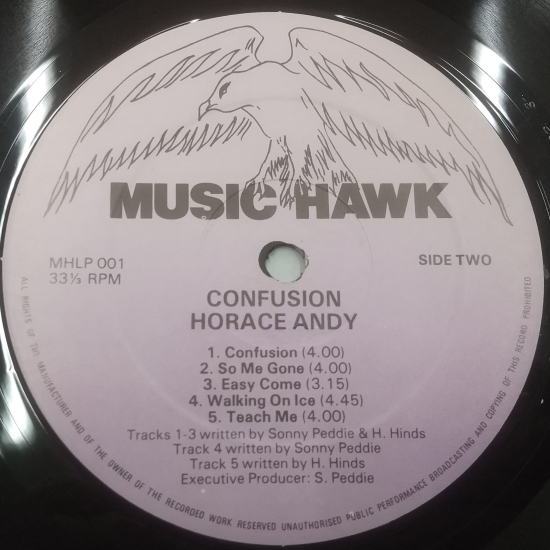 MUSIC HAWK
MHLP 001
33⅓ RPM
SIDE TWO
CONFUSION
HORACE ANDY
1. Confusion (4.00)
2. So Me Gone (4.00)
3. Easy Come (3.15)
4. Walking On Ice (4.45)
5. Teach Me (4.00)
Tracks 1-3 written by Sonny Peddie & H. Hinds
Track 4 written by Sonny Peddie
Track 5 written by H. Hinds
Executive Producer: S. Peddie
ALL RIGHTS OF THE MANUFACTURER AND OF THE OWNER OF THE RECORDED WORK RESERVED UNAUTHORISED PUBLIC PERFORMANCE BROADCASTING AND COPYING OF THIS RECORD PROHIBITED